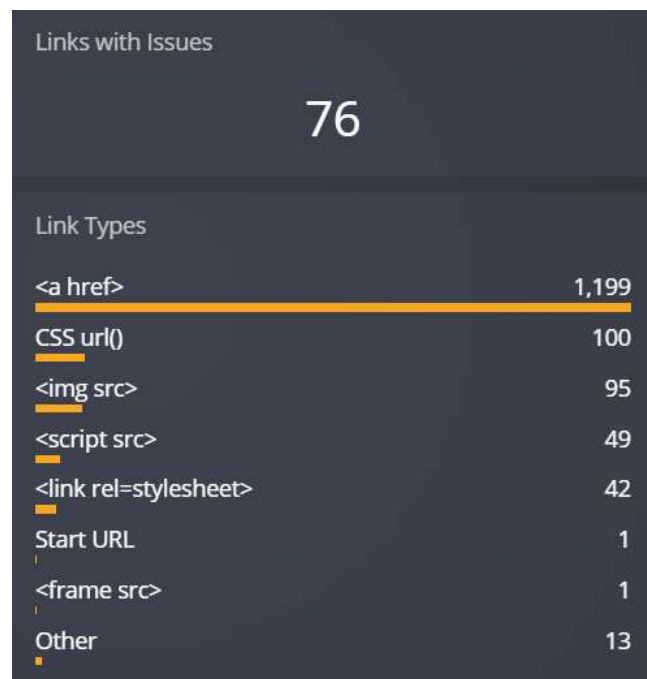 Links with Issues
76
Link Types
<a href> 1,199
CSS url() 100
<img src> 95
<script src> 49
<link rel=stylesheet> 42
Start URL 1
<frame src> 1
Other 13